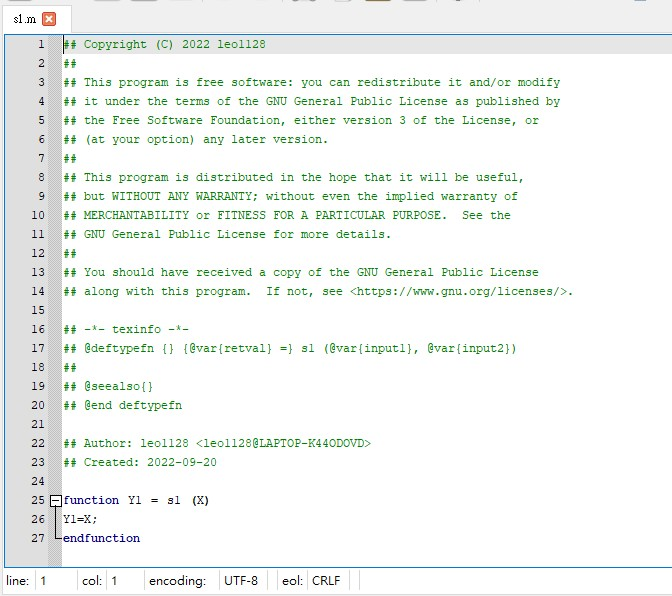 s1.m
1 ## Copyright (C) 2022 leo1128
2 ##
3 ## This program is free software: you can redistribute it and/or modify
4 ## it under the terms of the GNU General Public License as published by
5 ## the Free Software Foundation, either version 3 of the License, or
6 ## (at your option) any later version.
7 ##
8 ## This program is distributed in the hope that it will be useful,
9 ## but WITHOUT ANY WARRANTY; without even the implied warranty of
10 ## MERCHANTABILITY or FITNESS FOR A PARTICULAR PURPOSE.  See the
11 ## GNU General Public License for more details.
12 ##
13 ## You should have received a copy of the GNU General Public License
14 ## along with this program.  If not, see <https://www.gnu.org/licenses/>.
15
16 ## -*- texinfo -*-
17 ## @deftypefn {} {@var{retval} =} s1 (@var{input1}, @var{input2})
18 ##
19 ## @seealso{}
20 ## @end deftypefn
21
22 ## Author: leo1128 <leo1128@LAPTOP-K44ODOVD>
23 ## Created: 2022-09-20
24
25 function Y1 = s1 (X)
26 Y1=X;
27 endfunction
line: 1 col: 1 encoding: UTF-8 eol: CRLF